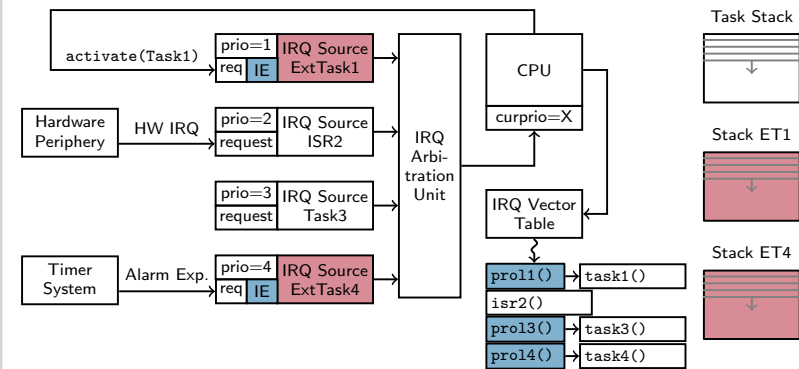 activate(Task1)
prio=1
req
IE
IRQ Source
ExtTask1
Hardware
Periphery
HW IRQ
prio=2
request
IRQ Source
ISR2
prio=3
request
IRQ Source
Task3
Timer
System
Alarm Exp.
prio=4
req
IE
IRQ Source
ExtTask4
IRQ
Arbi-
tration
Unit
CPU
curprio=X
IRQ Vector
Table
prol1()
task1()
isr2()
prol3()
task3()
prol4()
task4()
Task Stack
Stack ET1
Stack ET4